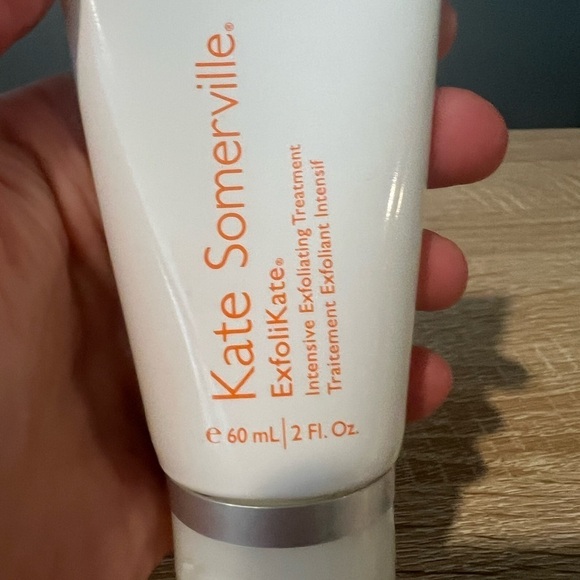 Kate Somerville®
ExfoliKate®
Intensive Exfoliating Treatment
Traitement Exfoliant Intensif
℮ 60 mL | 2 Fl. Oz.